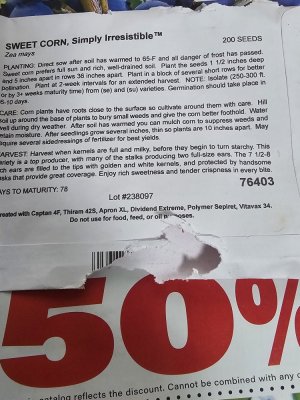 SWEET CORN, Simply Irresistible™ 200 SEEDS
Zea mays
PLANTING: Direct sow after soil has warmed to 65-F and all danger of frost has passed.
Sweet corn prefers full sun and rich, well-drained soil. Plant the seeds 1 1/2 inches deep
and 5 inches apart in rows 36 inches apart. Plant in a block of several short rows for better
pollination. Plant at 2-week intervals for an extended harvest. NOTE: Isolate (250-300 ft.
or by 3+ weeks maturity time) from (se) and (su) varieties. Germination should take place in
5-10 days.
CARE: Corn plants have roots close to the surface so cultivate around them with care. Hill
soil up around the base of plants to bury small weeds and give the corn better foothold. Water
well during dry weather. After soil has warmed you can mulch corn to suppress weeds and
tain moisture. After seedlings grow several inches, thin so plants are 10 inches apart. May
quire several sidedressings of fertilizer for best yields.
HARVEST: Harvest when kernels are full and milky, before they begin to turn starchy. This
variety is a top producer, with many of the stalks producing two full-size ears. The 7 1/2-8
ch ears are filled to the tips with golden and white kernels, and protected by handsome
sks that provide great coverage. Enjoy rich sweetness and tender crispness in every bite.
AYS TO MATURITY: 78 76403
Lot #238097
reated with Captan 4F, Thiram 42S, Apron XL, Dividend Extreme, Polymer Sepiret, Vitavax 34.
Do not use for food, feed, or oil purposes.
50%
catalog reflects the discount. Cannot be combined with any o